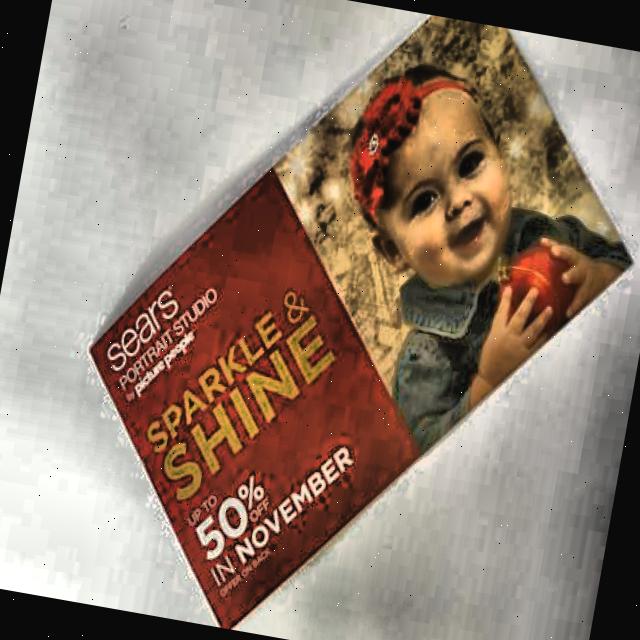 sears
PORTRAIT STUDIO
by picture people
SPARKLE &
SHINE
UP TO
50% OFF
IN NOVEMBER